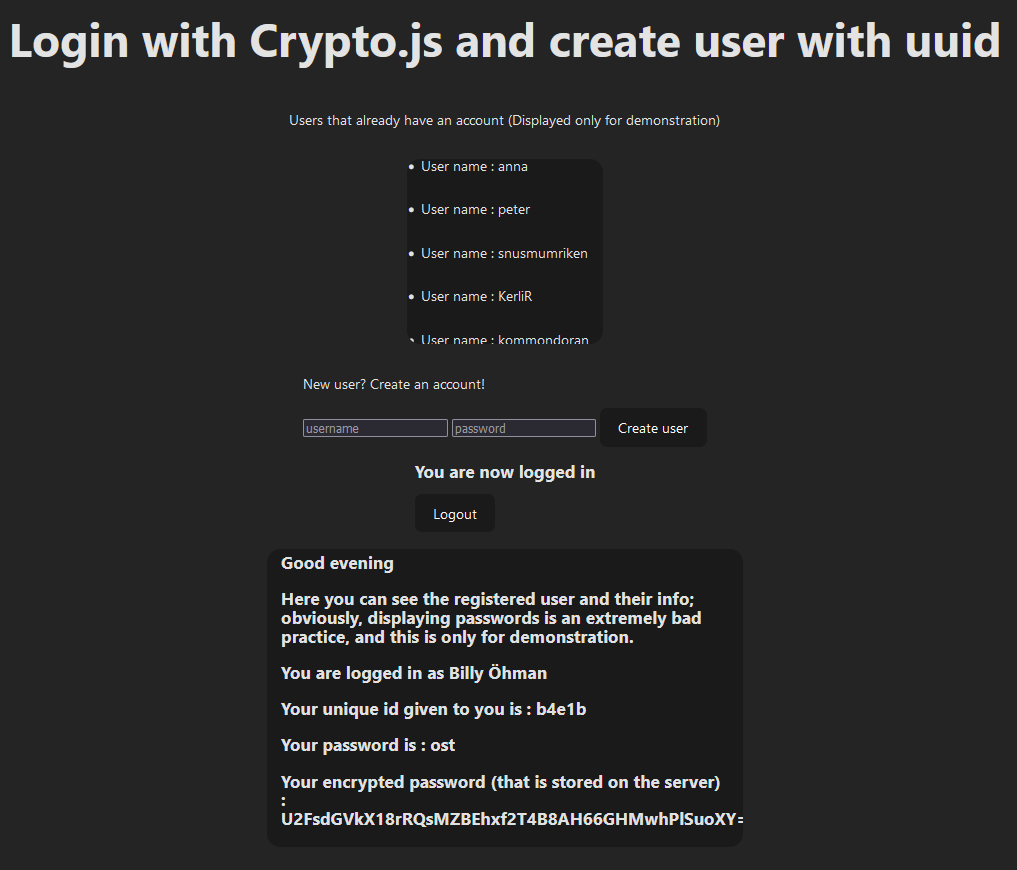 Login with Crypto.js and create user with uuid
Users that already have an account (Displayed only for demonstration)
• User name : anna
• User name : peter
• User name : snusmumriken
• User name : KerliR
• User name : kommondoran
New user? Create an account!
username password Create user
You are now logged in
Logout
Good evening
Here you can see the registered user and their info;
obviously, displaying passwords is an extremely bad
practice, and this is only for demonstration.
You are logged in as Billy Öhman
Your unique id given to you is : b4e1b
Your password is : ost
Your encrypted password (that is stored on the server)
:
U2FsdGVkX18rRQsMZBEhxf2T4B8AH66GHMwhPlSuoXY=